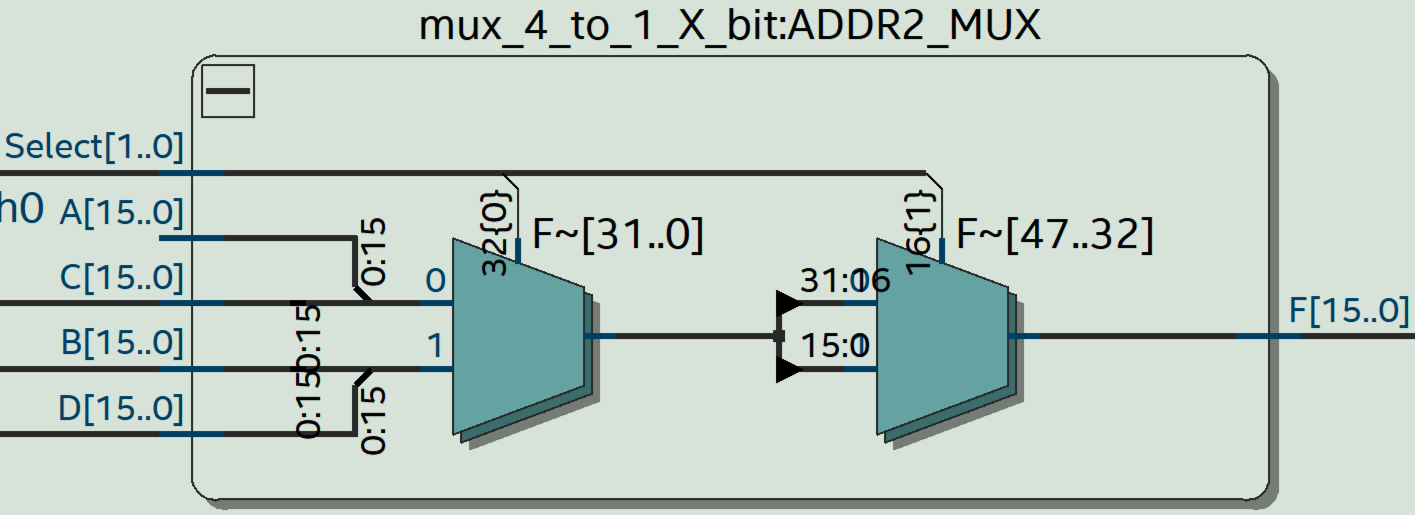 mux_4_to_1_X_bit:ADDR2_MUX
Select[1..0]
h0 A[15..0]
C[15..0]
B[15..0]
D[15..0]
0:15
0:15
0:15
0:15
32{0}
F~[31..0]
0
1
16{1}
F~[47..32]
31:16
0
15:0
1
F[15..0]